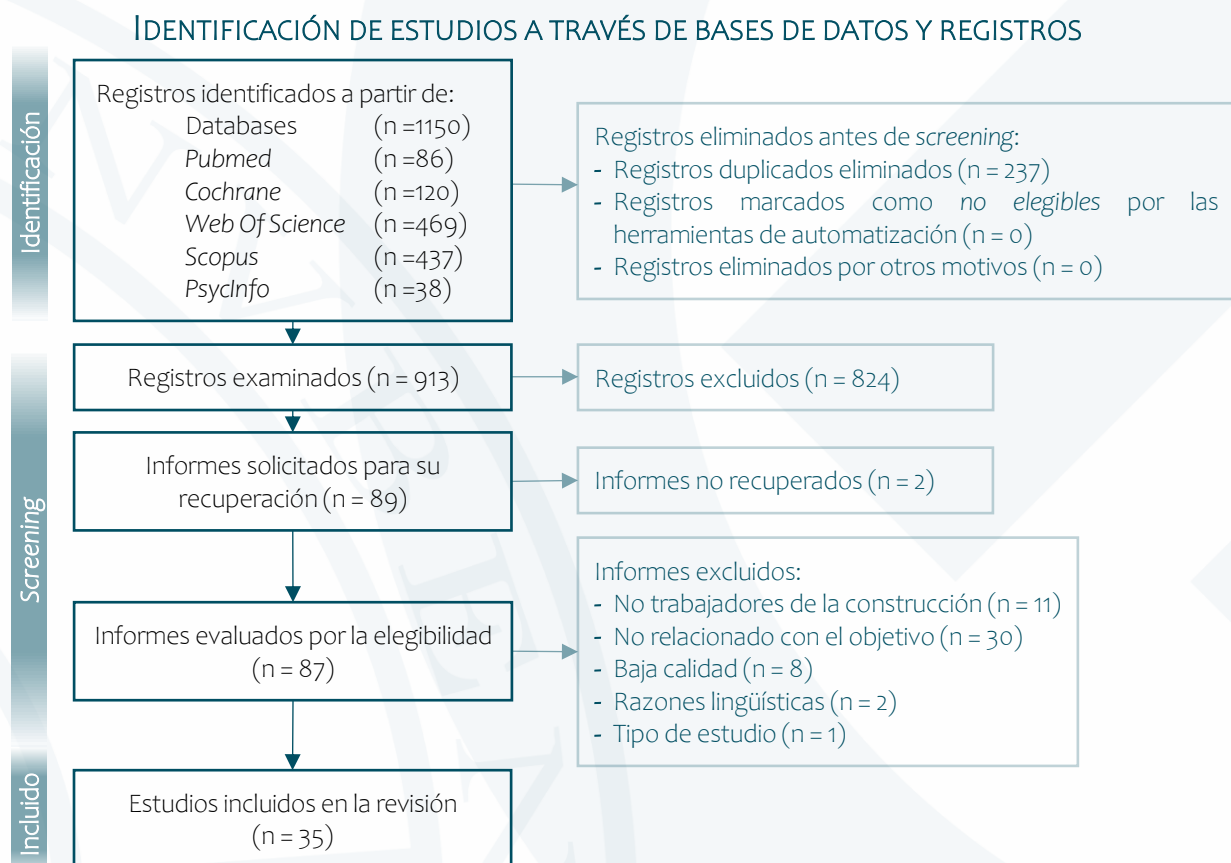 IDENTIFICACIÓN DE ESTUDIOS A TRAVÉS DE BASES DE DATOS Y REGISTROS
Identificación
Registros identificados a partir de:
Databases (n =1150)
Pubmed (n =86)
Cochrane (n =120)
Web Of Science (n =469)
Scopus (n =437)
PsycInfo (n =38)
Registros eliminados antes de screening:
- Registros duplicados eliminados (n = 237)
- Registros marcados como no elegibles por las
herramientas de automatización (n = 0)
- Registros eliminados por otros motivos (n = 0)
Screening
Registros examinados (n = 913)
Registros excluidos (n = 824)
Informes solicitados para su
recuperación (n = 89)
Informes no recuperados (n = 2)
Informes evaluados por la elegibilidad
(n = 87)
Informes excluidos:
- No trabajadores de la construcción (n = 11)
- No relacionado con el objetivo (n = 30)
- Baja calidad (n = 8)
- Razones lingüísticas (n = 2)
- Tipo de estudio (n = 1)
Incluido
Estudios incluidos en la revisión
(n = 35)